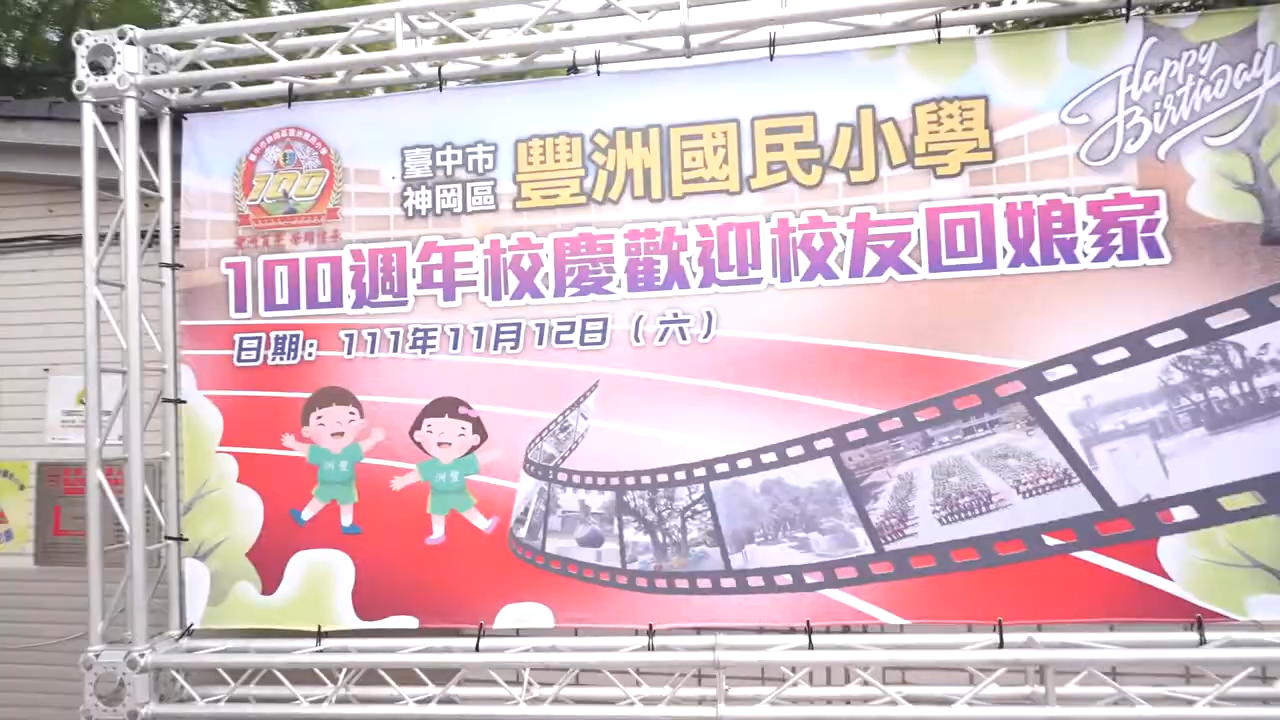 Happy
Birthday
臺中市
神岡區
豐洲國民小學
100
100週年校慶歡迎校友回娘家
日期：111年11月12日（六）
洲豐
洲豐